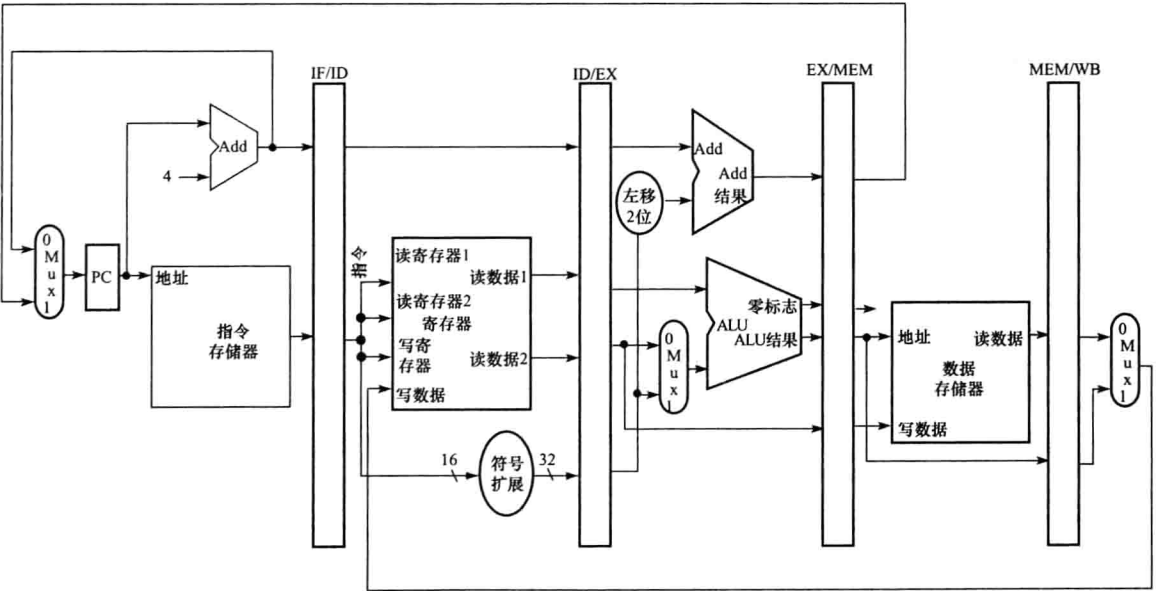 IF/ID
ID/EX
EX/MEM
MEM/WB
Add
4
0
M
u
x
1
PC
地址
指令
存储器
指令
读寄存器1
读数据1
读寄存器2
寄存器
写寄
存器
读数据2
写数据
16
符号
扩展
32
左移
2位
Add
Add
结果
0
M
u
x
1
零标志
ALU
ALU结果
地址
读数据
数据
存储器
写数据
0
M
u
x
1